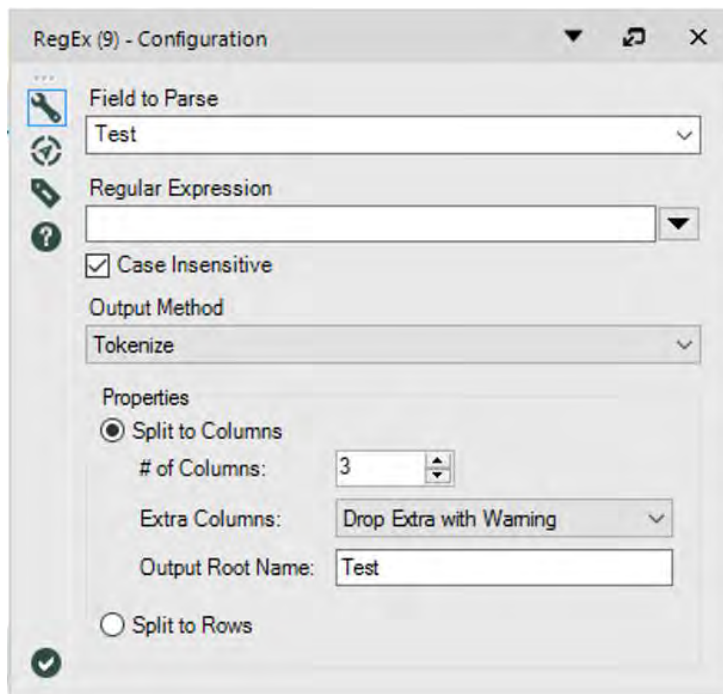 RegEx (9) - Configuration
Field to Parse
Test
Regular Expression
Case Insensitive
Output Method
Tokenize
Properties
Split to Columns
# of Columns: 3
Extra Columns: Drop Extra with Warning
Output Root Name: Test
Split to Rows